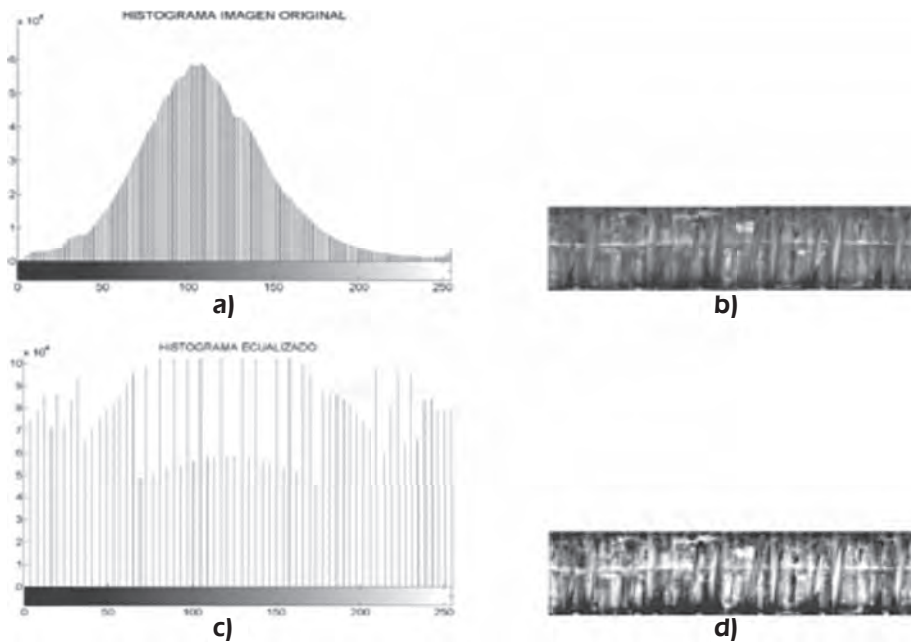 HISTOGRAMA IMAGEN ORIGINAL
x 10⁴
6
5
4
3
2
1
0
0 50 100 150 200 250
a)
b)
HISTOGRAMA ECUALIZADO
x 10⁴
10
9
8
7
6
5
4
3
2
1
0
0 50 100 150 200 250
c)
d)